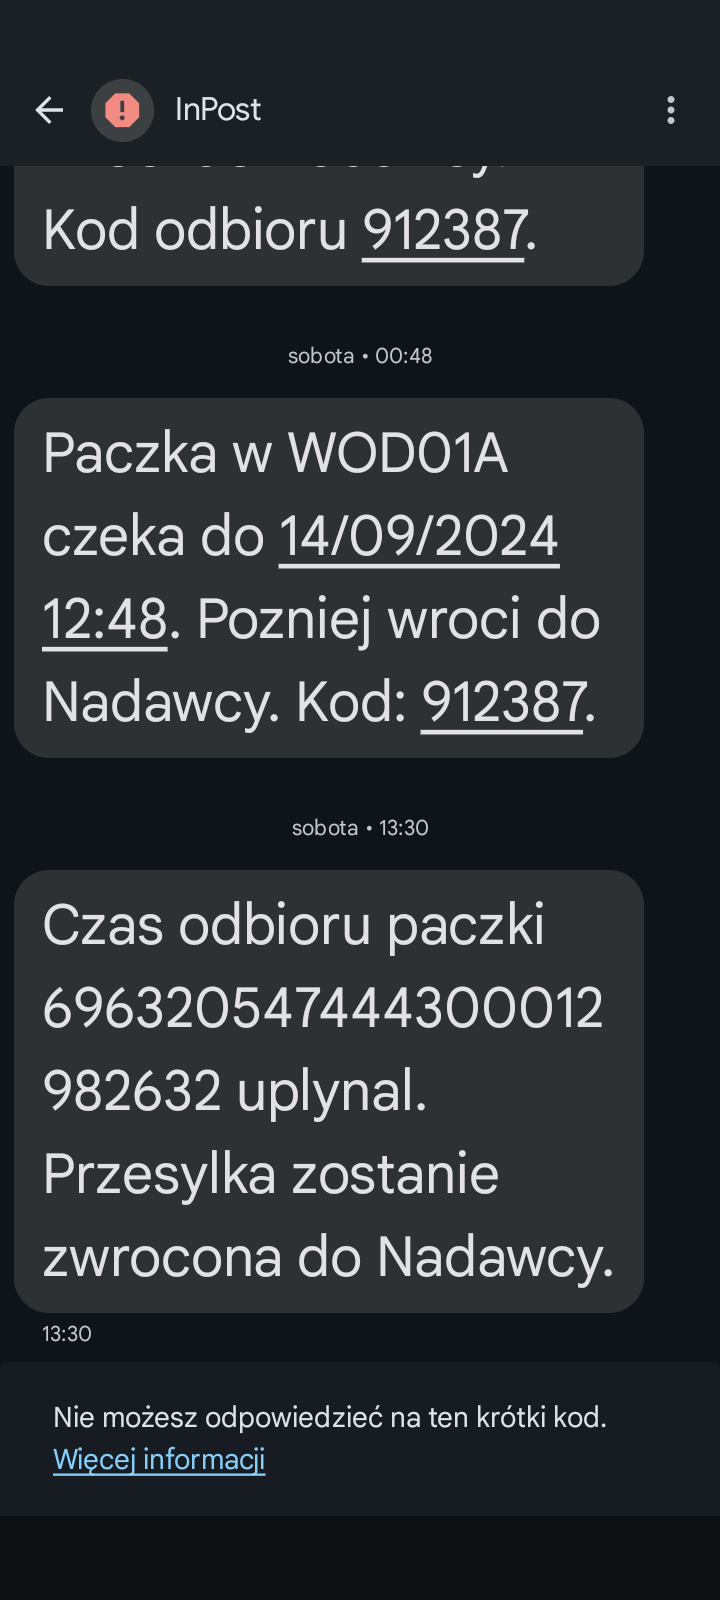 InPost
Kod odbioru 912387.
sobota • 00:48
Paczka w WOD01A
czeka do 14/09/2024
12:48. Pozniej wroci do
Nadawcy. Kod: 912387.
sobota • 13:30
Czas odbioru paczki
696320547444300012
982632 uplynal.
Przesylka zostanie
zwrocona do Nadawcy.
13:30
Nie możesz odpowiedzieć na ten krótki kod.
Więcej informacji